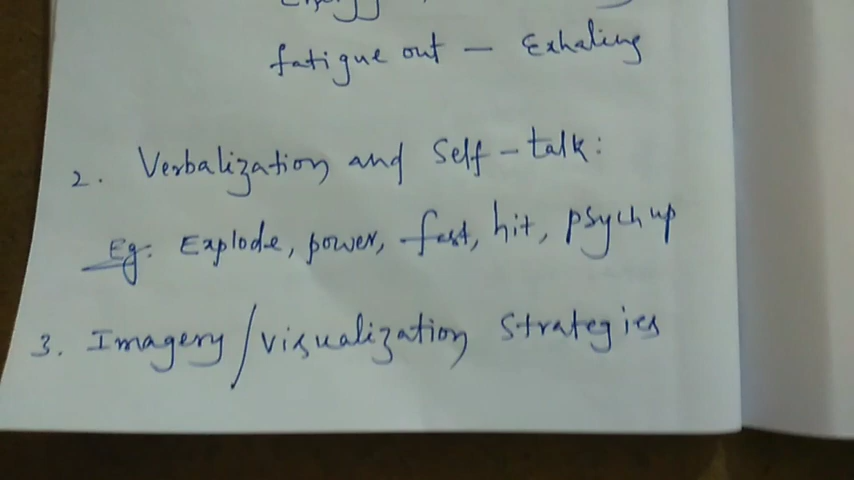 fatigue out — Exhaling
2. Verbalization and Self-talk:
Eg: Explode, power, fast, hit, psych up
3. Imagery/visualization strategies